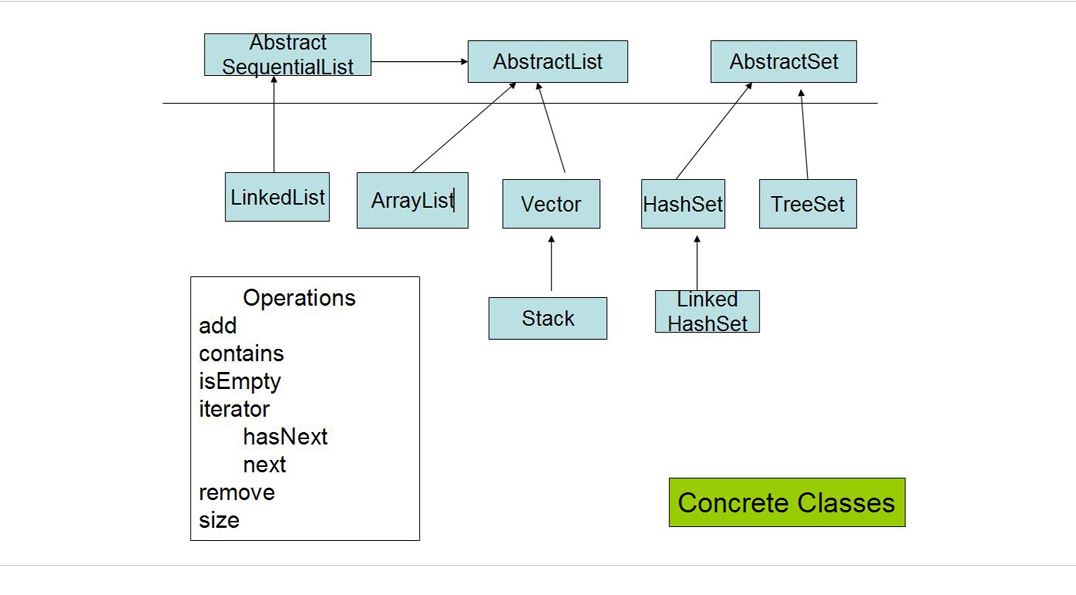 Abstract
SequentialList
AbstractList
AbstractSet
LinkedList
ArrayList
Vector
HashSet
TreeSet
Stack
Linked
HashSet
Operations
add
contains
isEmpty
iterator
hasNext
next
remove
size
Concrete Classes